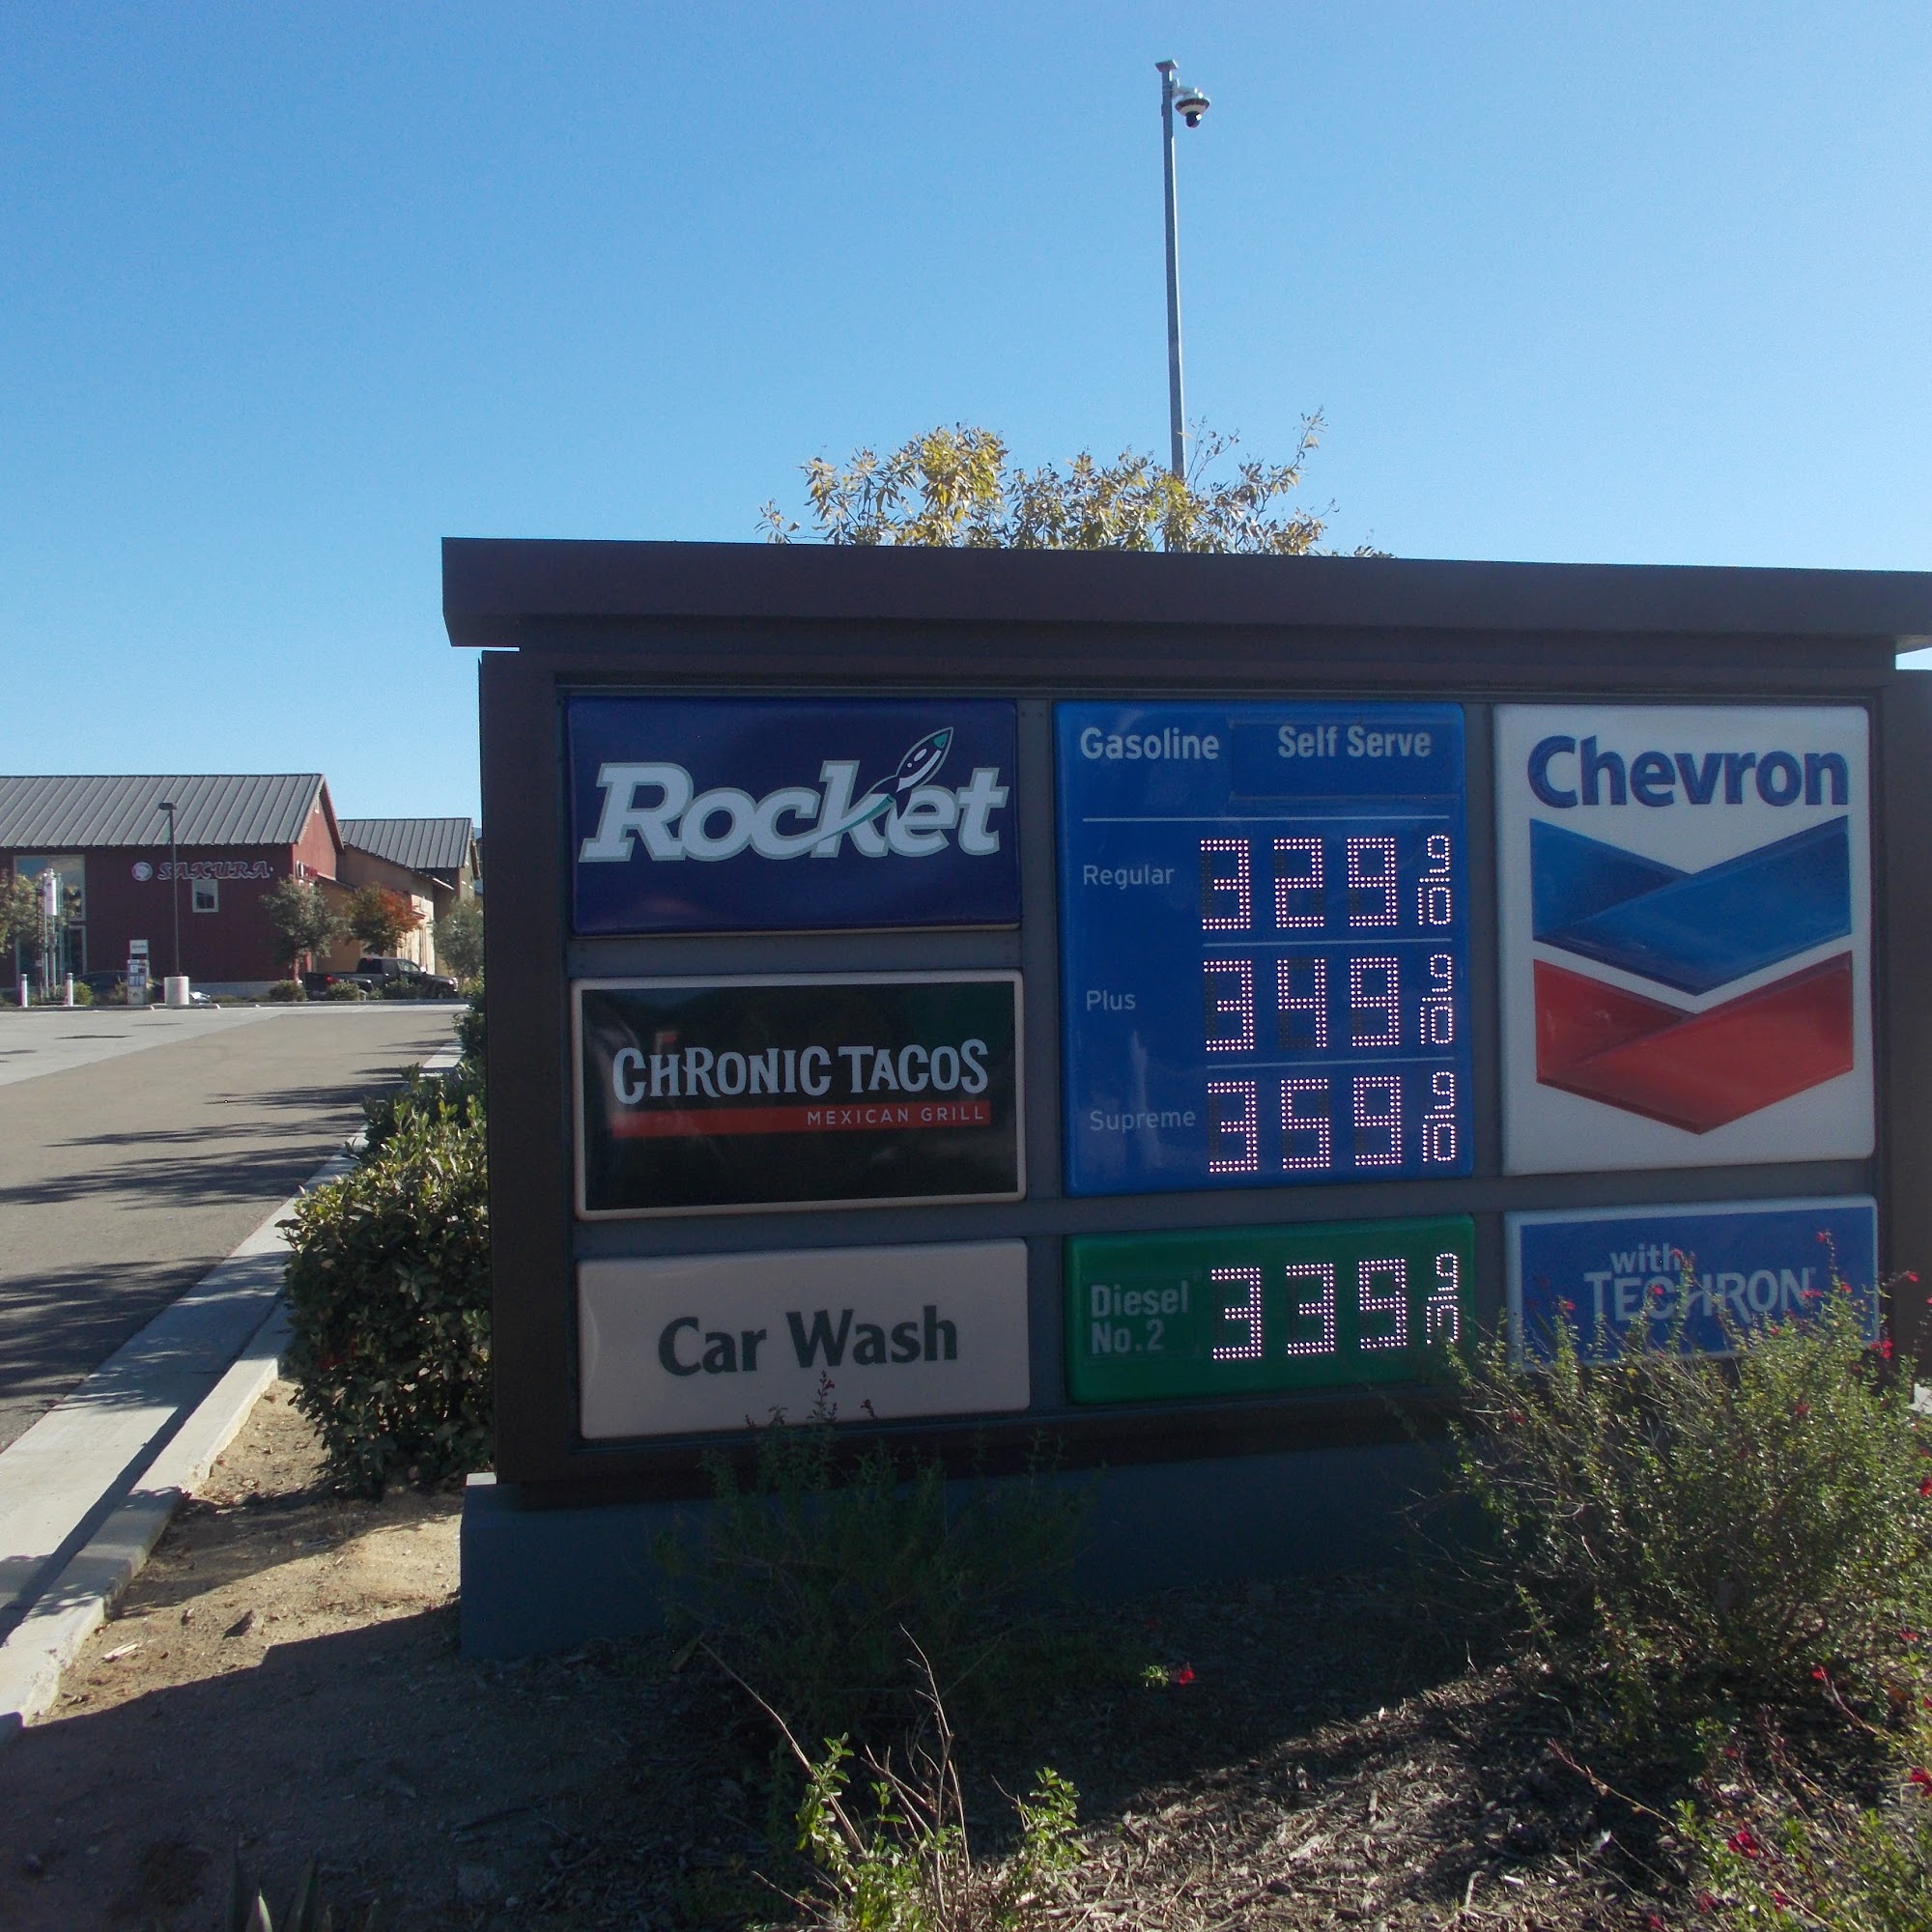 Rocket
CHRONIC TACOS
MEXICAN GRILL
Car Wash
Gasoline Self Serve
Regular 329 9/10
Plus 349 9/10
Supreme 359 9/10
Diesel
No.2
339 9/10
Chevron
with
TECHRON
SAKURA